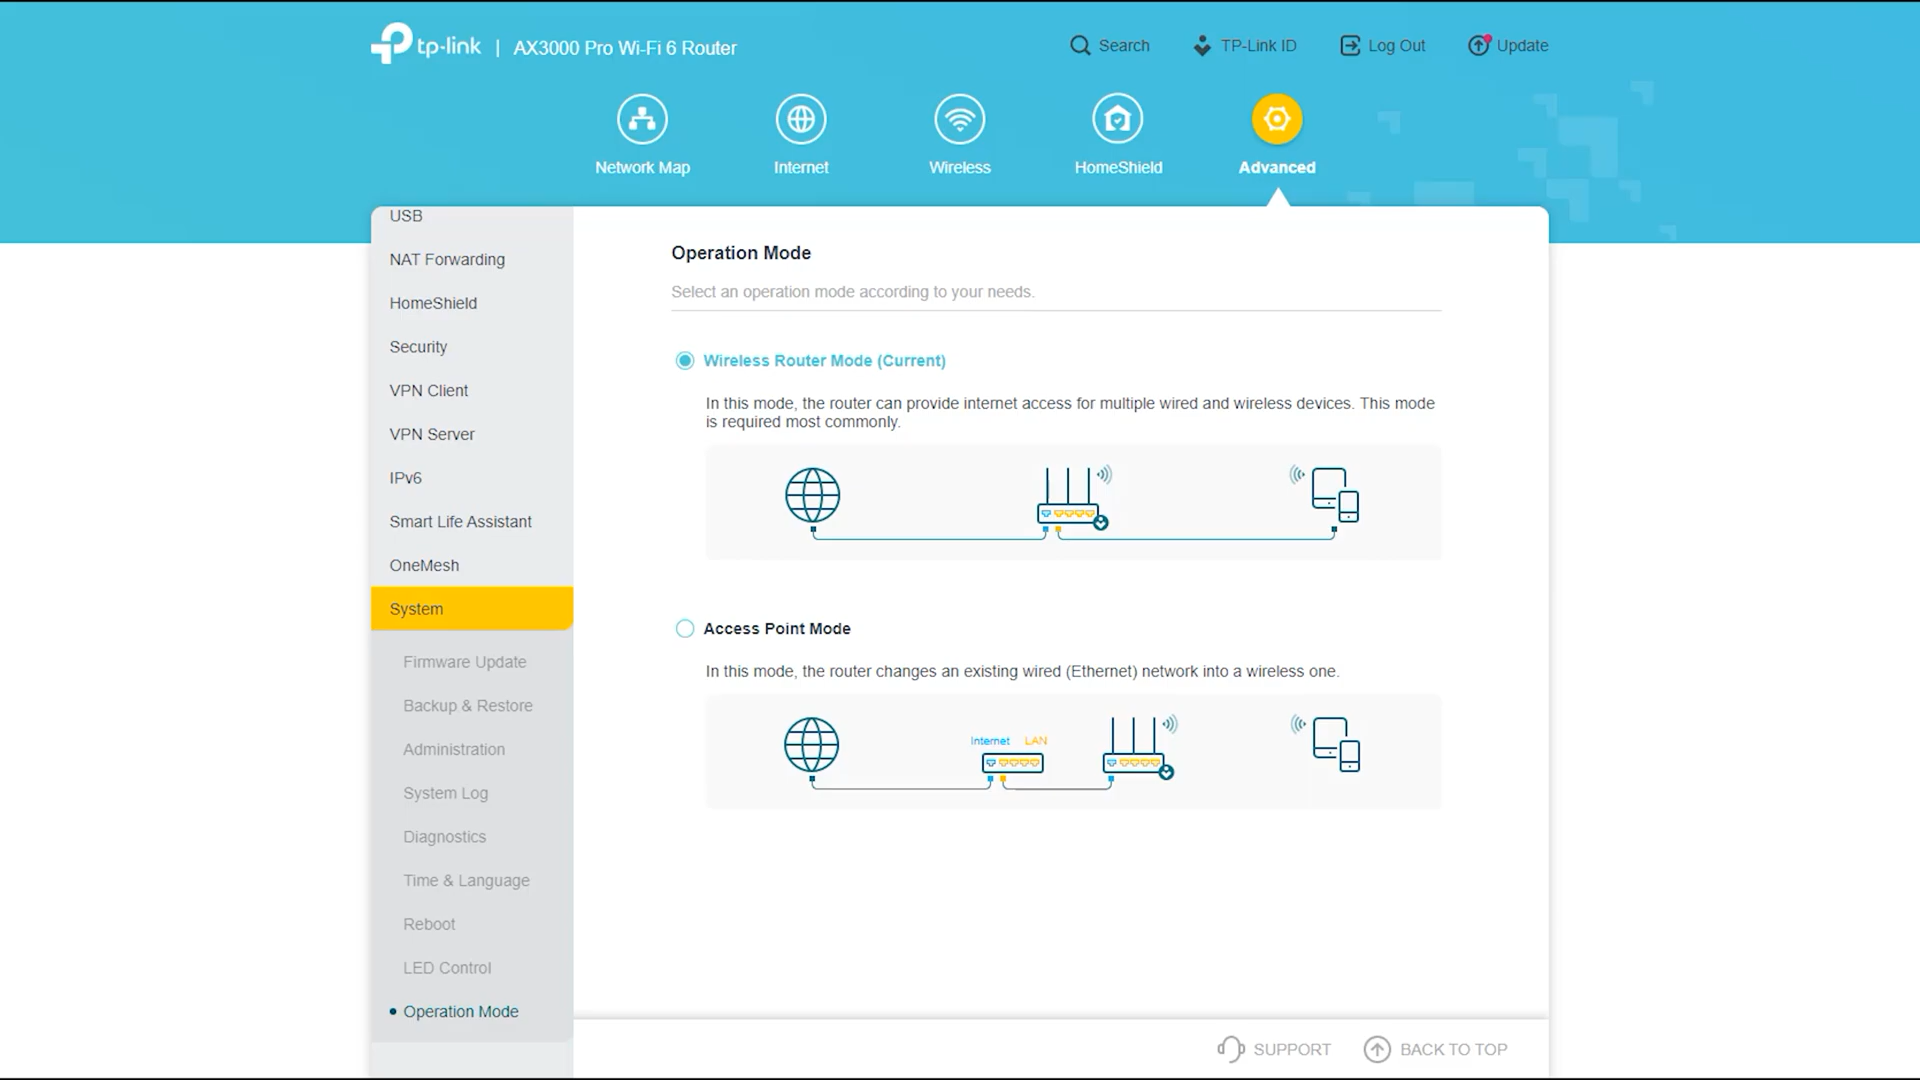 tp-link | AX3000 Pro Wi-Fi 6 Router
Search
TP-Link ID
Log Out
Update
Network Map
Internet
Wireless
HomeShield
Advanced
USB
NAT Forwarding
HomeShield
Security
VPN Client
VPN Server
IPv6
Smart Life Assistant
OneMesh
System
Firmware Update
Backup & Restore
Administration
System Log
Diagnostics
Time & Language
Reboot
LED Control
Operation Mode
Operation Mode
Select an operation mode according to your needs.
Wireless Router Mode (Current)
In this mode, the router can provide internet access for multiple wired and wireless devices. This mode
is required most commonly.
Access Point Mode
In this mode, the router changes an existing wired (Ethernet) network into a wireless one.
Internet LAN
SUPPORT
BACK TO TOP